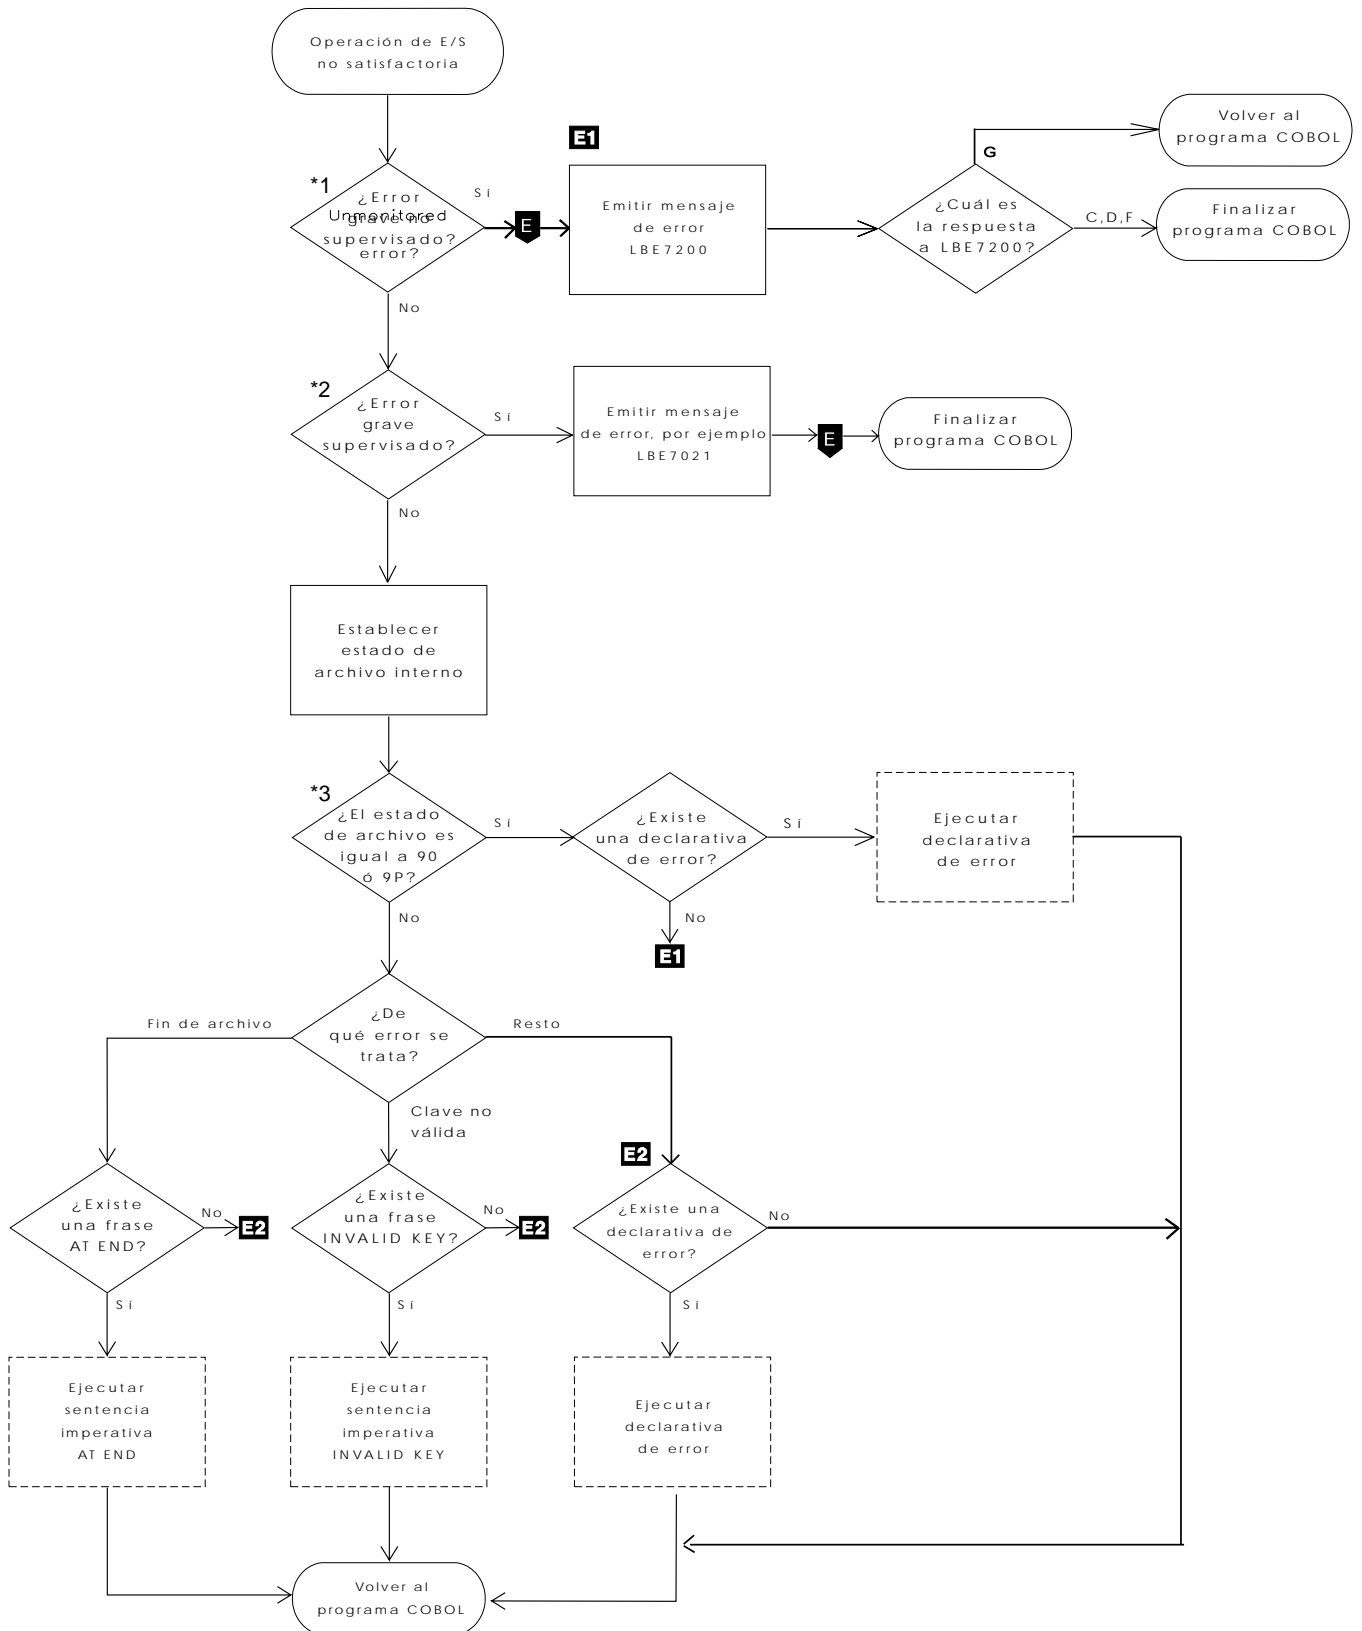 Operación de E/S
no satisfactoria
E1
Volver al
programa COBOL
G
*1
¿Error
Unmonitored
grave no
supervisado?
error?
Sí
E
Emitir mensaje
de error
LBE7200
¿Cuál es
la respuesta
a LBE7200?
C,D,F
Finalizar
programa COBOL
No
*2
¿Error
grave
supervisado?
Sí
Emitir mensaje
de error, por ejemplo
LBE7021
E
Finalizar
programa COBOL
No
Establecer
estado de
archivo interno
*3
¿El estado
de archivo es
igual a 90
ó 9P?
Sí
¿Existe
una declarativa
de error?
Sí
Ejecutar
declarativa
de error
No
No
E1
¿De
qué error se
trata?
Fin de archivo
Resto
Clave no
válida
E2
¿Existe
una frase
AT END?
No
E2
¿Existe
una frase
INVALID KEY?
No
E2
¿Existe una
declarativa de
error?
No
Sí
Sí
Sí
Ejecutar
sentencia
imperativa
AT END
Ejecutar
sentencia
imperativa
INVALID KEY
Ejecutar
declarativa
de error
Volver al
programa COBOL